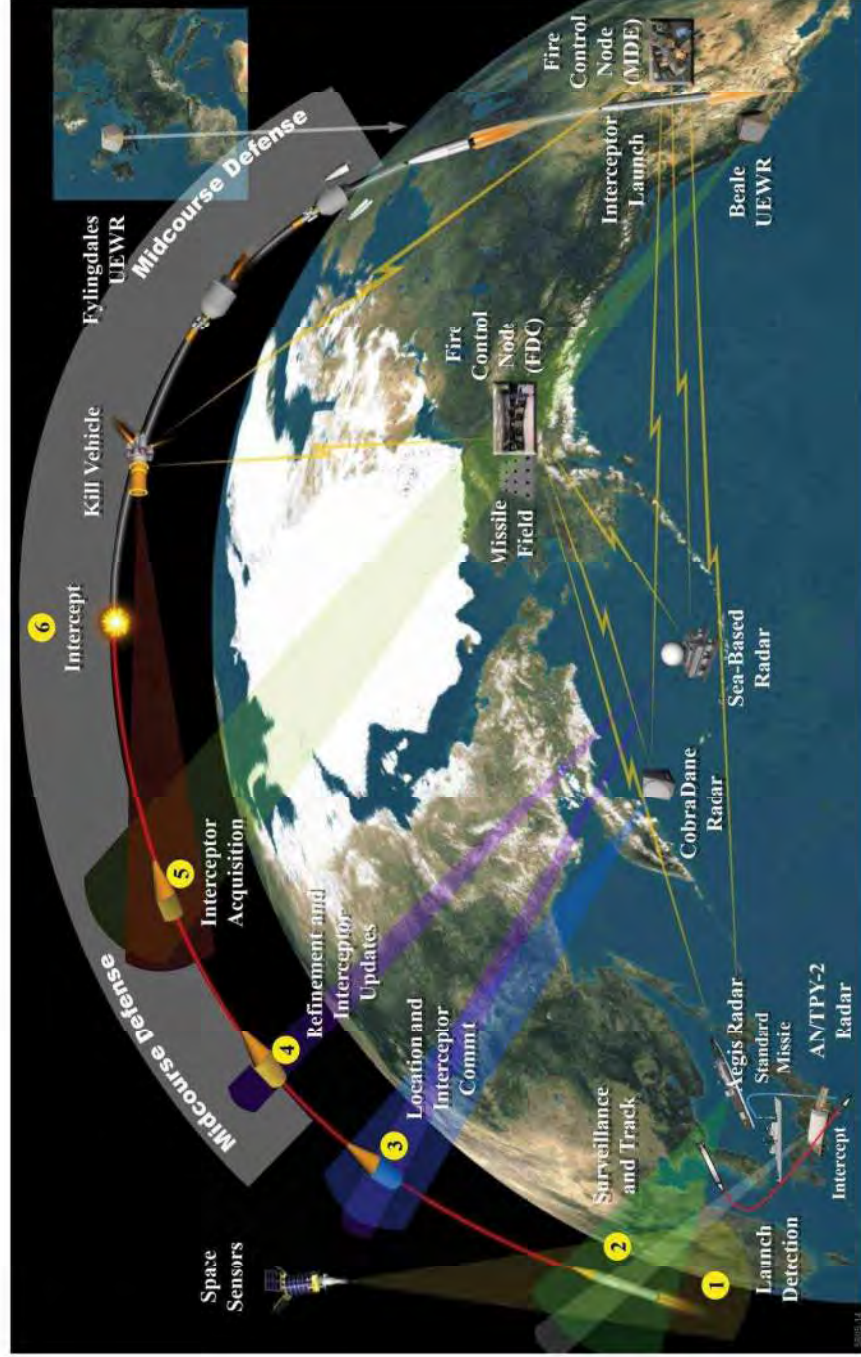 Space
Sensors
1
Launch
Detection
2
Surveillance
and Track
3
Location and
Interceptor
Commt
4
Refinement and
Interceptor
Updates
5
Interceptor
Acquisition
6
Intercept
Kill Vehicle
Fylingdales
UEWR
Midcourse Defense
Midcourse Defense
Fire
Control
Node
(FDC)
Missile
Field
Fire
Control
Node
(MDE)
Interceptor
Launch
Beale
UEWR
Sea-Based
Radar
CobraDane
Radar
Aegis Radar
Standard
Missie
AN/TPY-2
Radar
Intercept